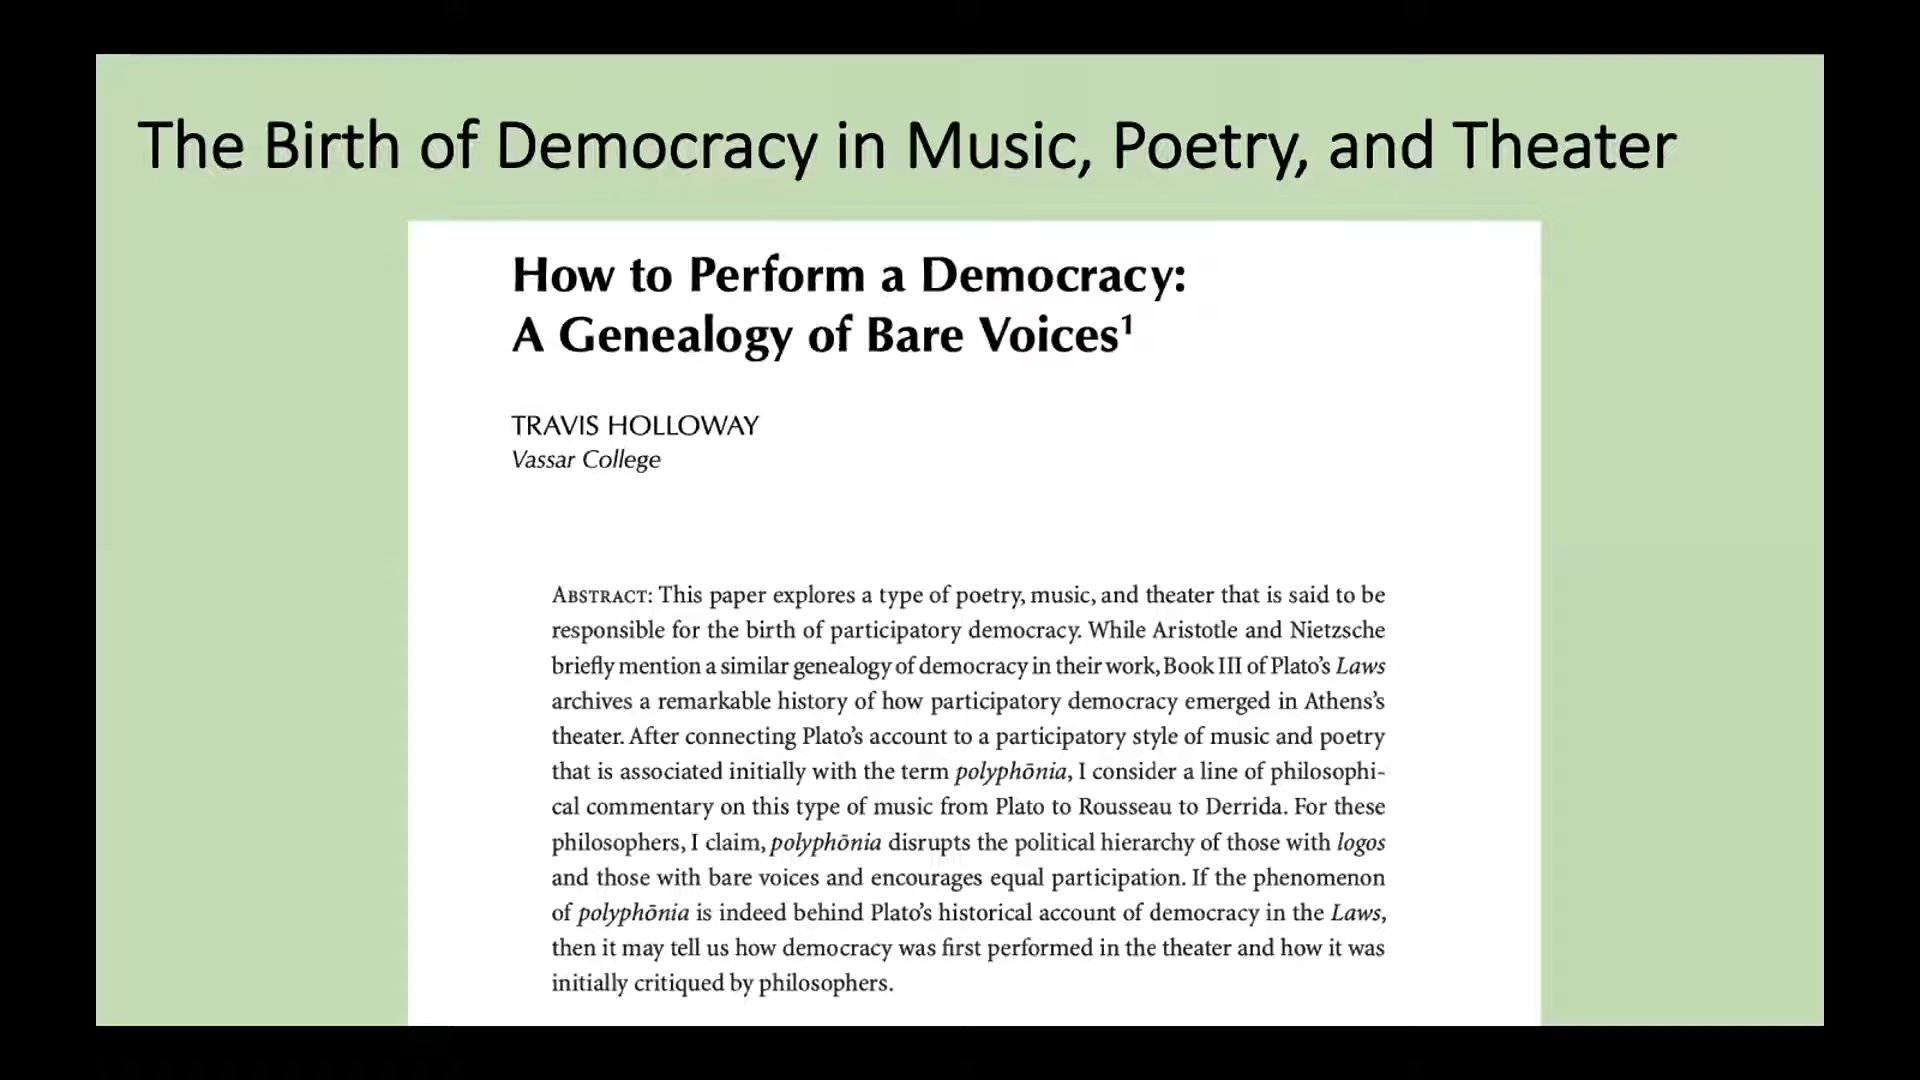 The Birth of Democracy in Music, Poetry, and Theater
How to Perform a Democracy:
A Genealogy of Bare Voices¹
TRAVIS HOLLOWAY
Vassar College
ABSTRACT: This paper explores a type of poetry, music, and theater that is said to be
responsible for the birth of participatory democracy. While Aristotle and Nietzsche
briefly mention a similar genealogy of democracy in their work, Book III of Plato’s Laws
archives a remarkable history of how participatory democracy emerged in Athens’s
theater. After connecting Plato’s account to a participatory style of music and poetry
that is associated initially with the term polyphōnia, I consider a line of philosophi-
cal commentary on this type of music from Plato to Rousseau to Derrida. For these
philosophers, I claim, polyphōnia disrupts the political hierarchy of those with logos
and those with bare voices and encourages equal participation. If the phenomenon
of polyphōnia is indeed behind Plato’s historical account of democracy in the Laws,
then it may tell us how democracy was first performed in the theater and how it was
initially critiqued by philosophers.